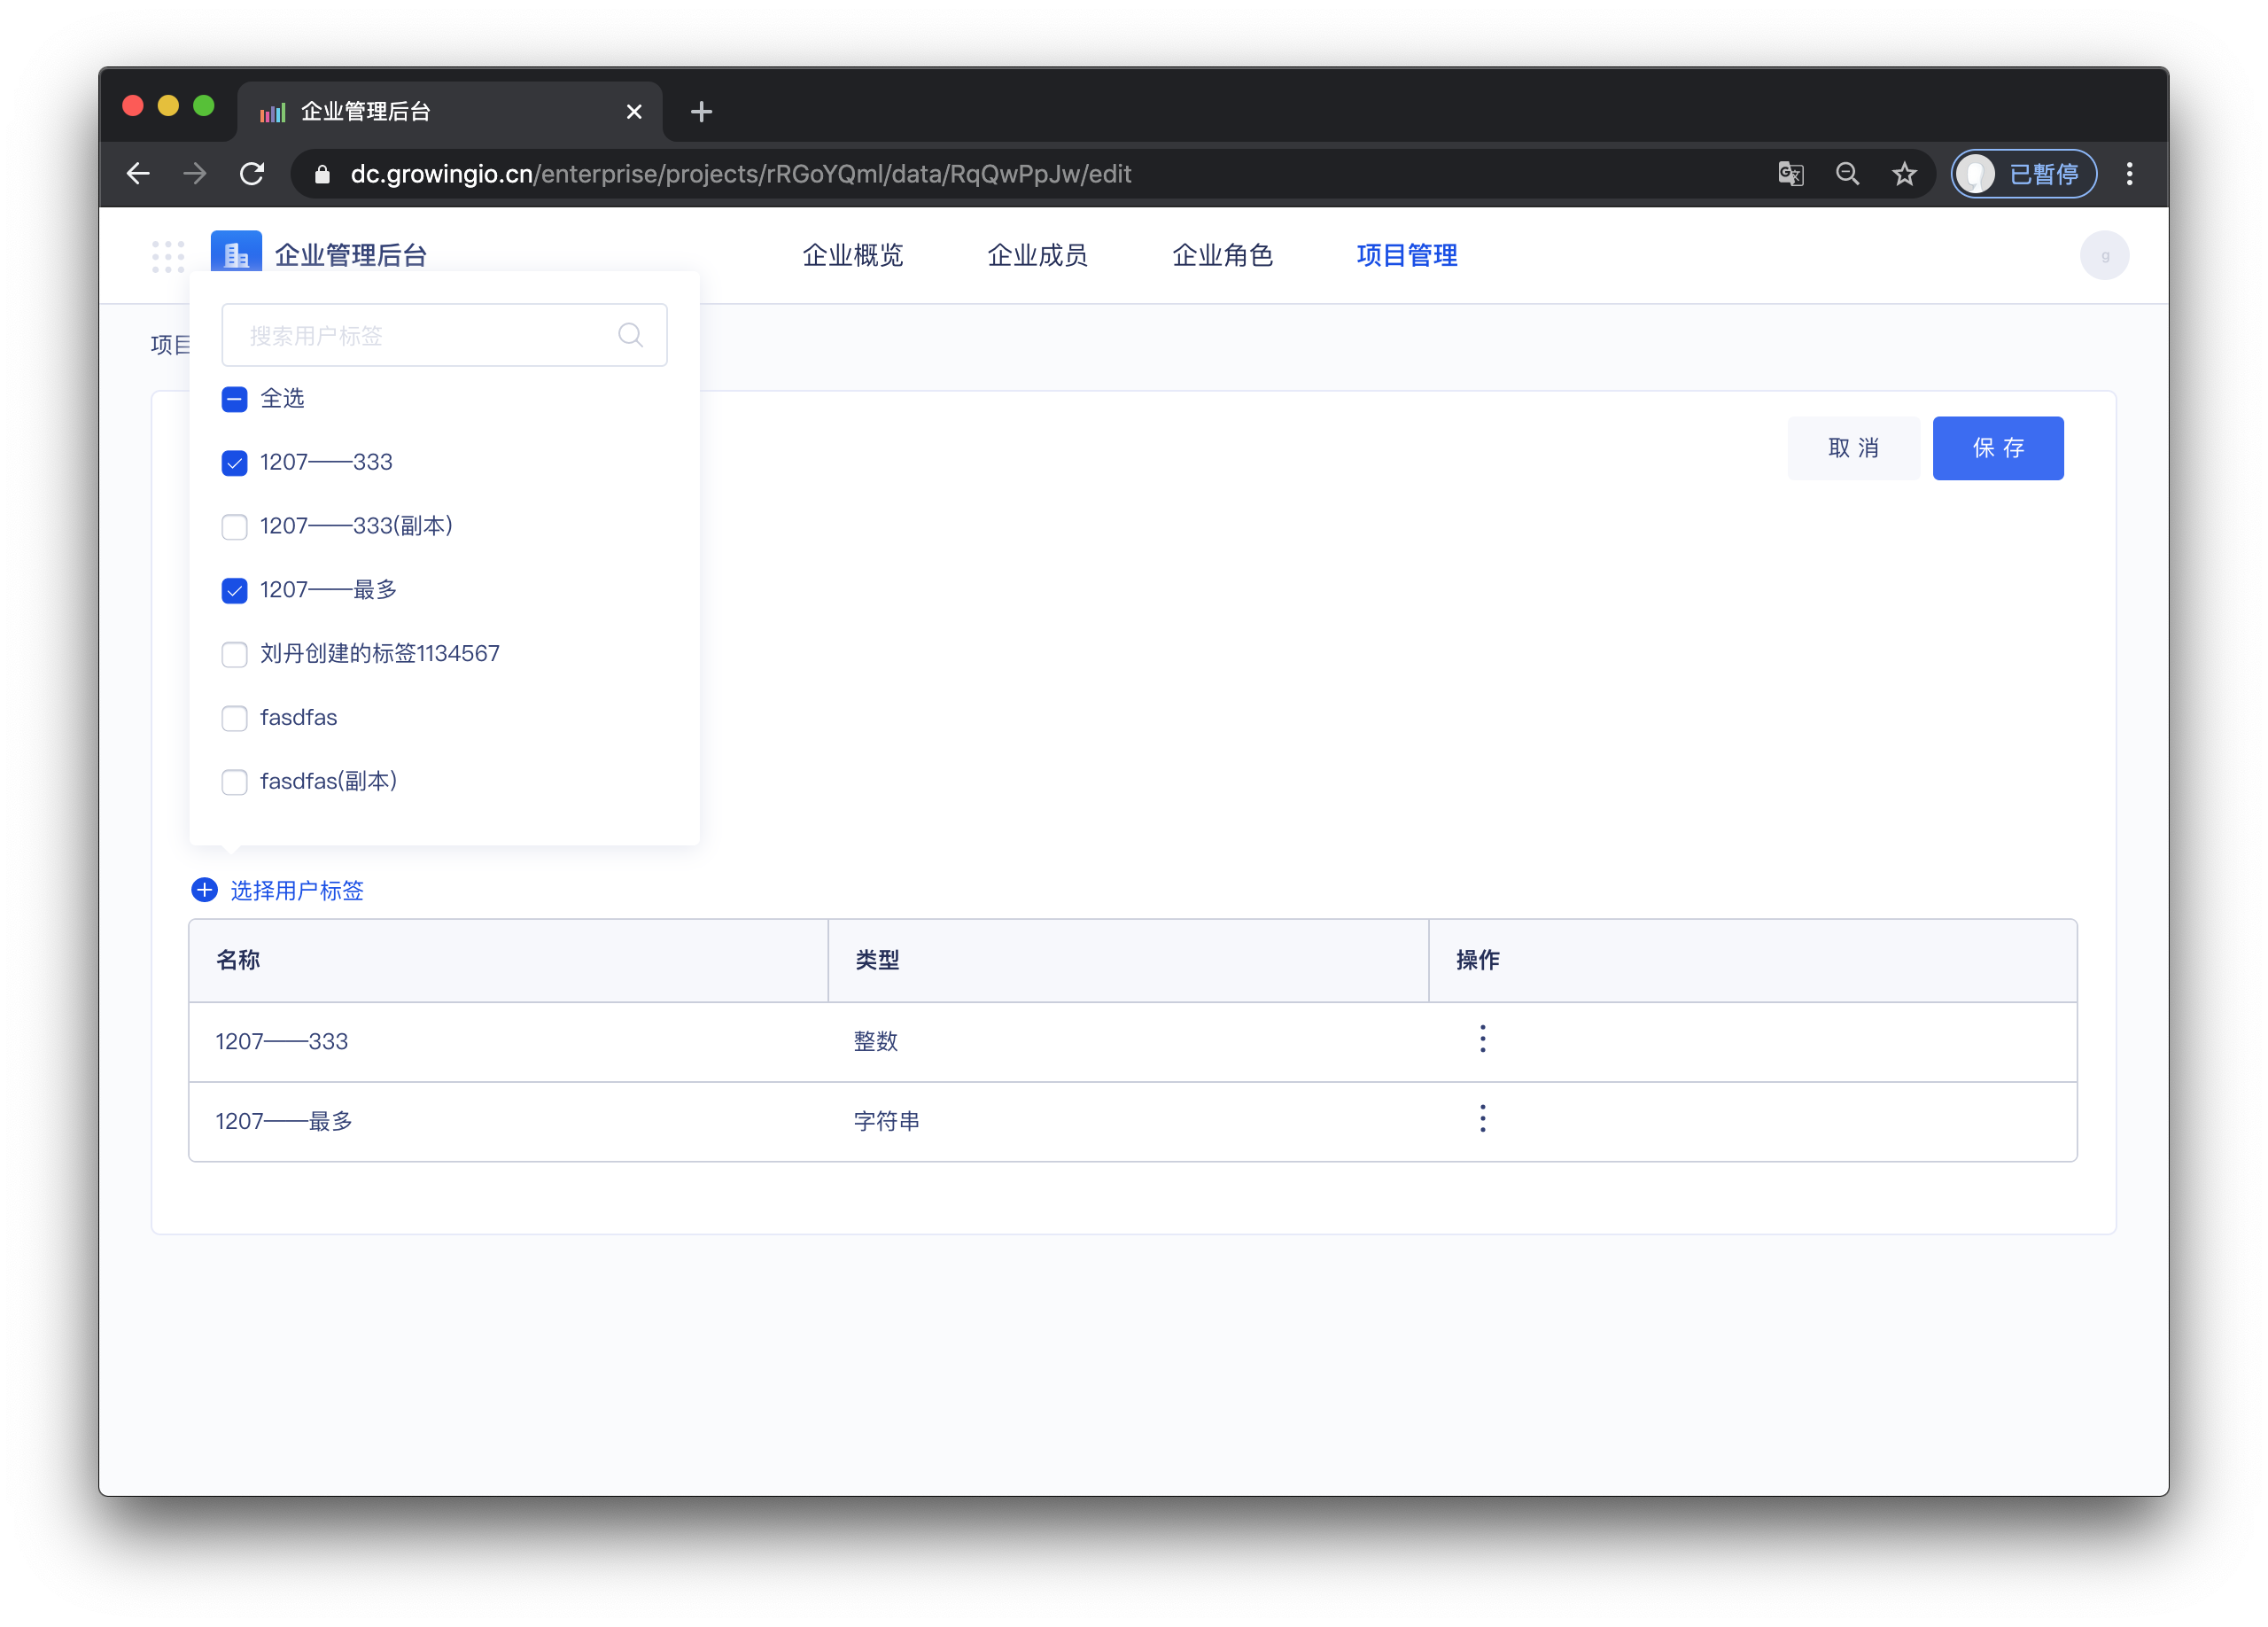 企业管理后台
dc.growingio.cn/enterprise/projects/rRGoYQml/data/RqQwPpJw/edit
已暂停
企业管理后台
企业概览 企业成员 企业角色 项目管理
g
项目
搜索用户标签
全选
取 消 保 存
1207——333
1207——333(副本)
1207——最多
刘丹创建的标签1134567
fasdfas
fasdfas(副本)
选择用户标签
名称 类型 操作
1207——333 整数
1207——最多 字符串